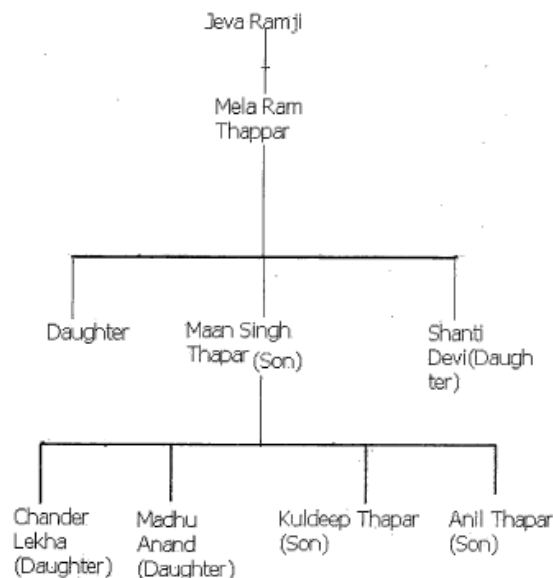 Jeva Ramji
Mela Ram
Thappar
Daughter
Maan Singh
Thapar (Son)
Shanti
Devi(Daugh
ter)
Chander
Lekha
(Daughter)
Madhu
Anand
(Daughter)
Kuldeep Thapar
(Son)
Anil Thapar
(Son)